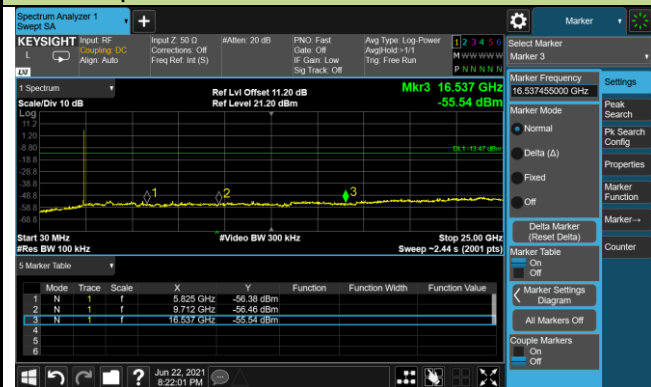 Spectrum Analyzer 1
Swept SA
+
Marker
KEYSIGHT
L
Input: RF
Coupling: DC
Align: Auto
Input Z: 50 Ω
Corrections: Off
Freq Ref: Int (S)
#Atten: 20 dB
PNO: Fast
Gate: Off
IF Gain: Low
Sig Track: Off
Avg Type: Log-Power
Avg|Hold:>1/1
Trig: Free Run
1 2 3 4 5 6
M W W W W W
P N N N N N
LXI
Select Marker
Marker 3
1 Spectrum
Scale/Div 10 dB
Log
Ref Lvl Offset 11.20 dB
Ref Level 21.20 dBm
Mkr3 16.537 GHz
-55.54 dBm
11.2
1.20
-8.80
-18.8
-28.8
-38.8
-48.8
-58.8
-68.8
DL1 -13.47 dBm
1
2
3
Start 30 MHz
#Res BW 100 kHz
#Video BW 300 kHz
Stop 25.00 GHz
Sweep ~2.44 s (2001 pts)
5 Marker Table
Mode Trace Scale X Y Function Function Width Function Value
1 N 1 f 5.825 GHz -56.38 dBm
2 N 1 f 9.712 GHz -56.46 dBm
3 N 1 f 16.537 GHz -55.54 dBm
4
5
6
Marker Frequency
16.537455000 GHz
Marker Mode
Normal
Delta (Δ)
Fixed
Off
Delta Marker
(Reset Delta)
Marker Table
On
Off
Marker Settings
Diagram
All Markers Off
Couple Markers
On
Off
Settings
Peak
Search
Pk Search
Config
Properties
Marker
Function
Marker→
Counter
?
Jun 22, 2021
8:22:01 PM